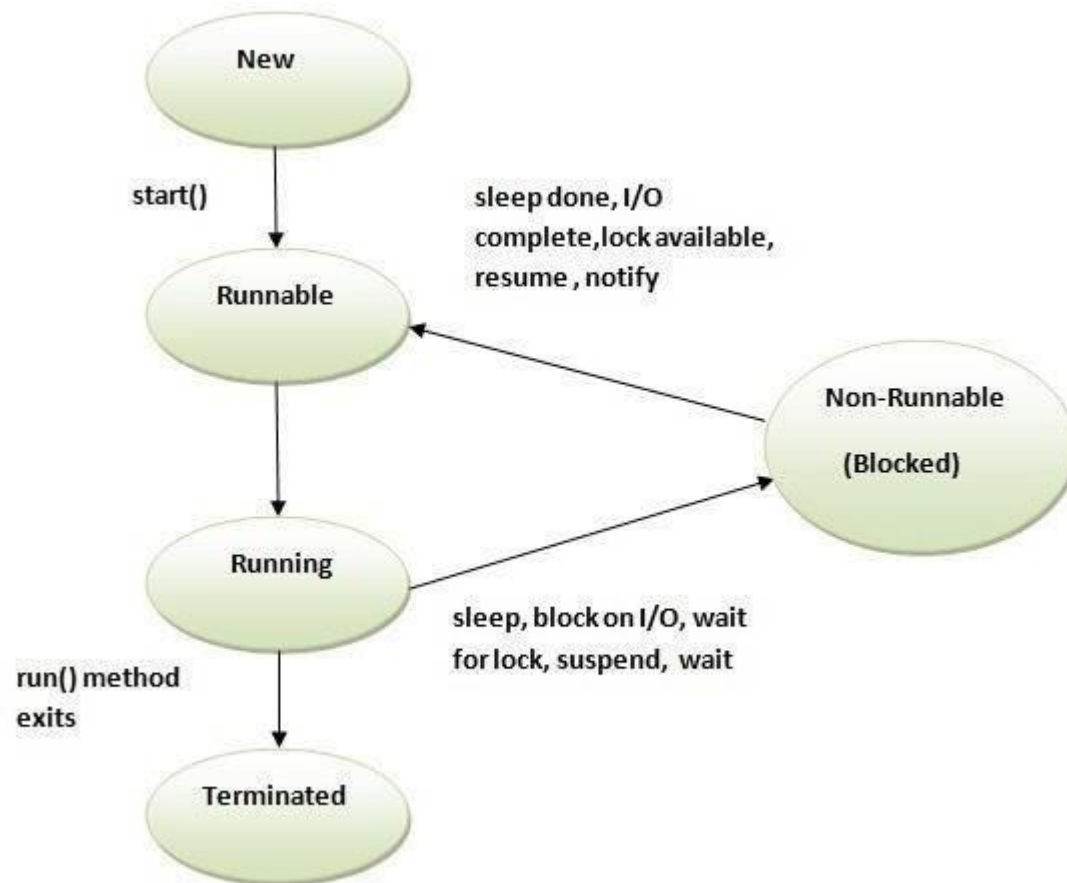 New
start()
sleep done, I/O
complete,lock available,
resume , notify
Runnable
Non-Runnable
(Blocked)
Running
sleep, block on I/O, wait
for lock, suspend, wait
run() method
exits
Terminated